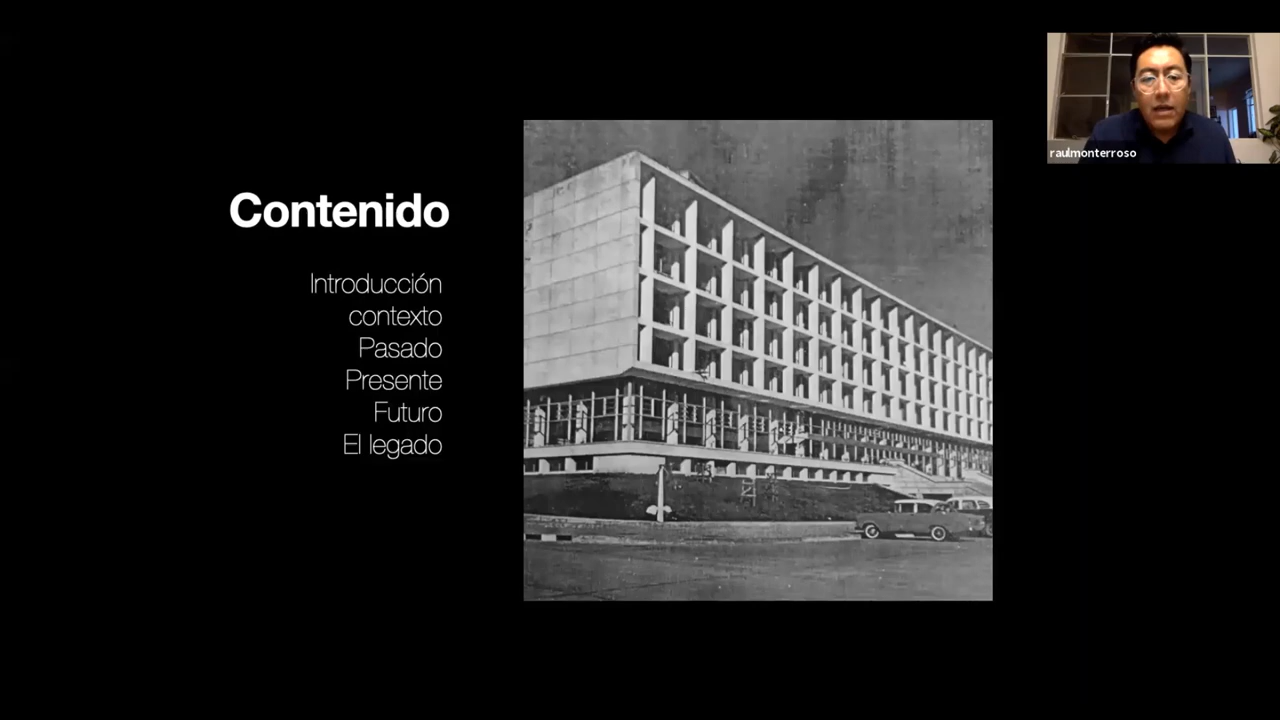 Contenido
Introducción
contexto
Pasado
Presente
Futuro
El legado
raulmonterroso